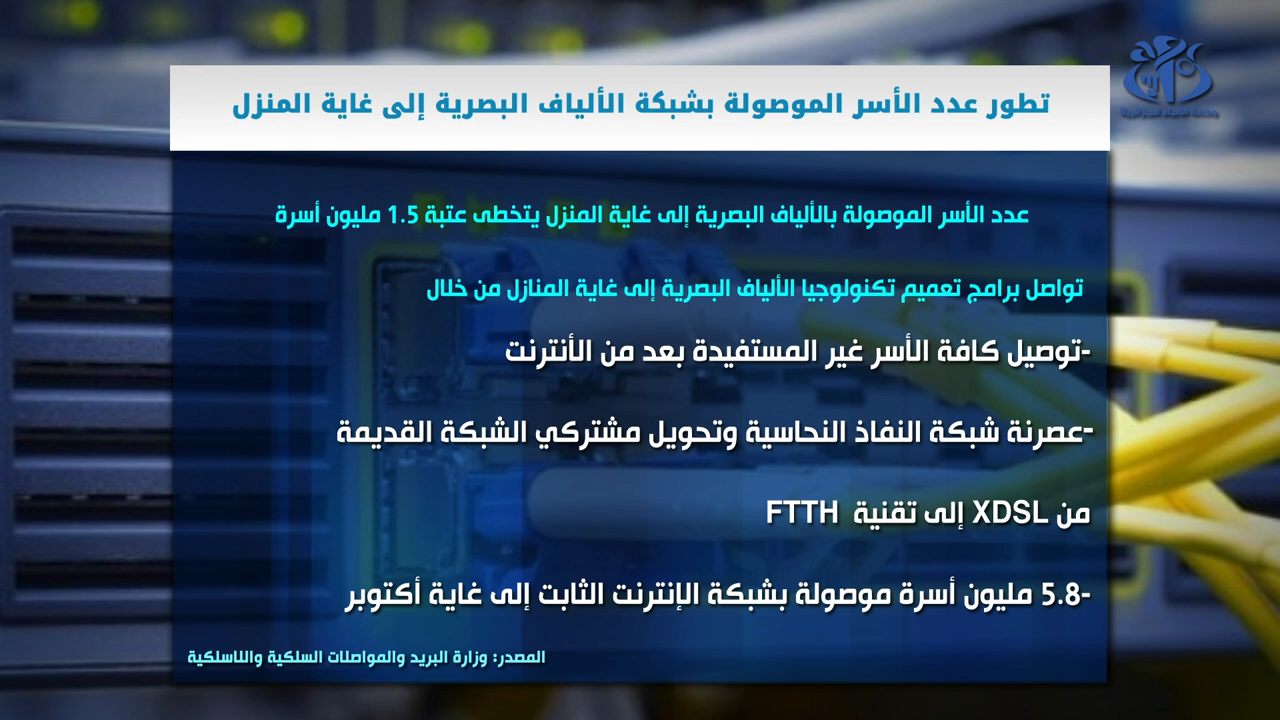 تطور عدد الأسر الموصولة بشبكة الألياف البصرية إلى غاية المنزل
عدد الأسر الموصولة بالألياف البصرية إلى غاية المنزل يتخطى عتبة 1.5 مليون أسرة
تواصل برامج تعميم تكنولوجيا الألياف البصرية إلى غاية المنازل من خلال
-توصيل كافة الأسر غير المستفيدة بعد من الأنترنت
-عصرنة شبكة النفاذ النحاسية وتحويل مشتركي الشبكة القديمة
من XDSL إلى تقنية FTTH
-5.8 مليون أسرة موصولة بشبكة الإنترنت الثابت إلى غاية أكتوبر
المصدر: وزارة البريد والمواصلات السلكية واللاسلكية